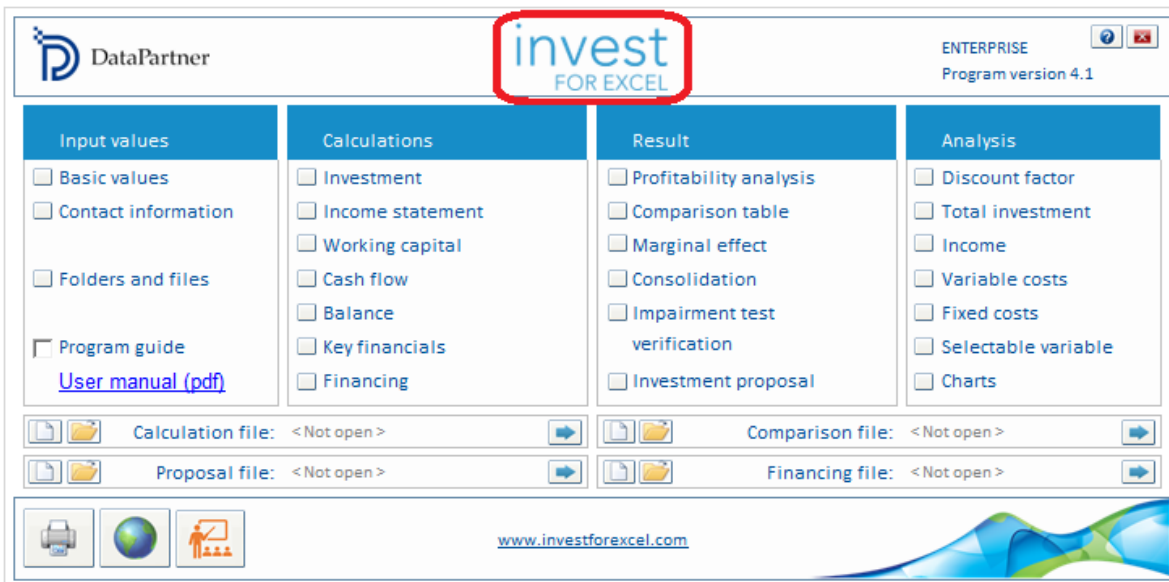 DataPartner
invest
FOR EXCEL
ENTERPRISE
Program version 4.1
Input values
Basic values
Contact information
Folders and files
Program guide
User manual (pdf)
Calculations
Investment
Income statement
Working capital
Cash flow
Balance
Key financials
Financing
Result
Profitability analysis
Comparison table
Marginal effect
Consolidation
Impairment test
verification
Investment proposal
Analysis
Discount factor
Total investment
Income
Variable costs
Fixed costs
Selectable variable
Charts
Calculation file: <Not open>
Comparison file: <Not open>
Proposal file: <Not open>
Financing file: <Not open>
www.investforexcel.com